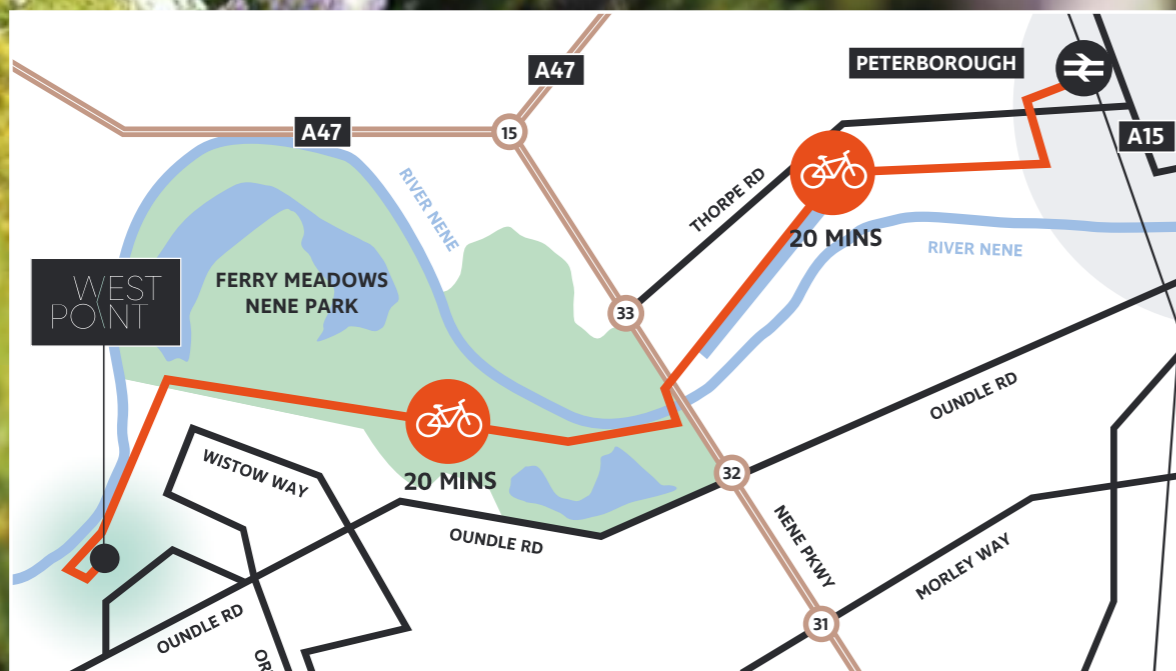 A47
PETERBOROUGH
A47
15
A15
THORPE RD
RIVER NENE
20 MINS
RIVER NENE
WEST
POINT
FERRY MEADOWS
NENE PARK
33
OUNDLE RD
20 MINS
WISTOW WAY
32
OUNDLE RD
NENE PKWY
MORLEY WAY
OUNDLE RD
31